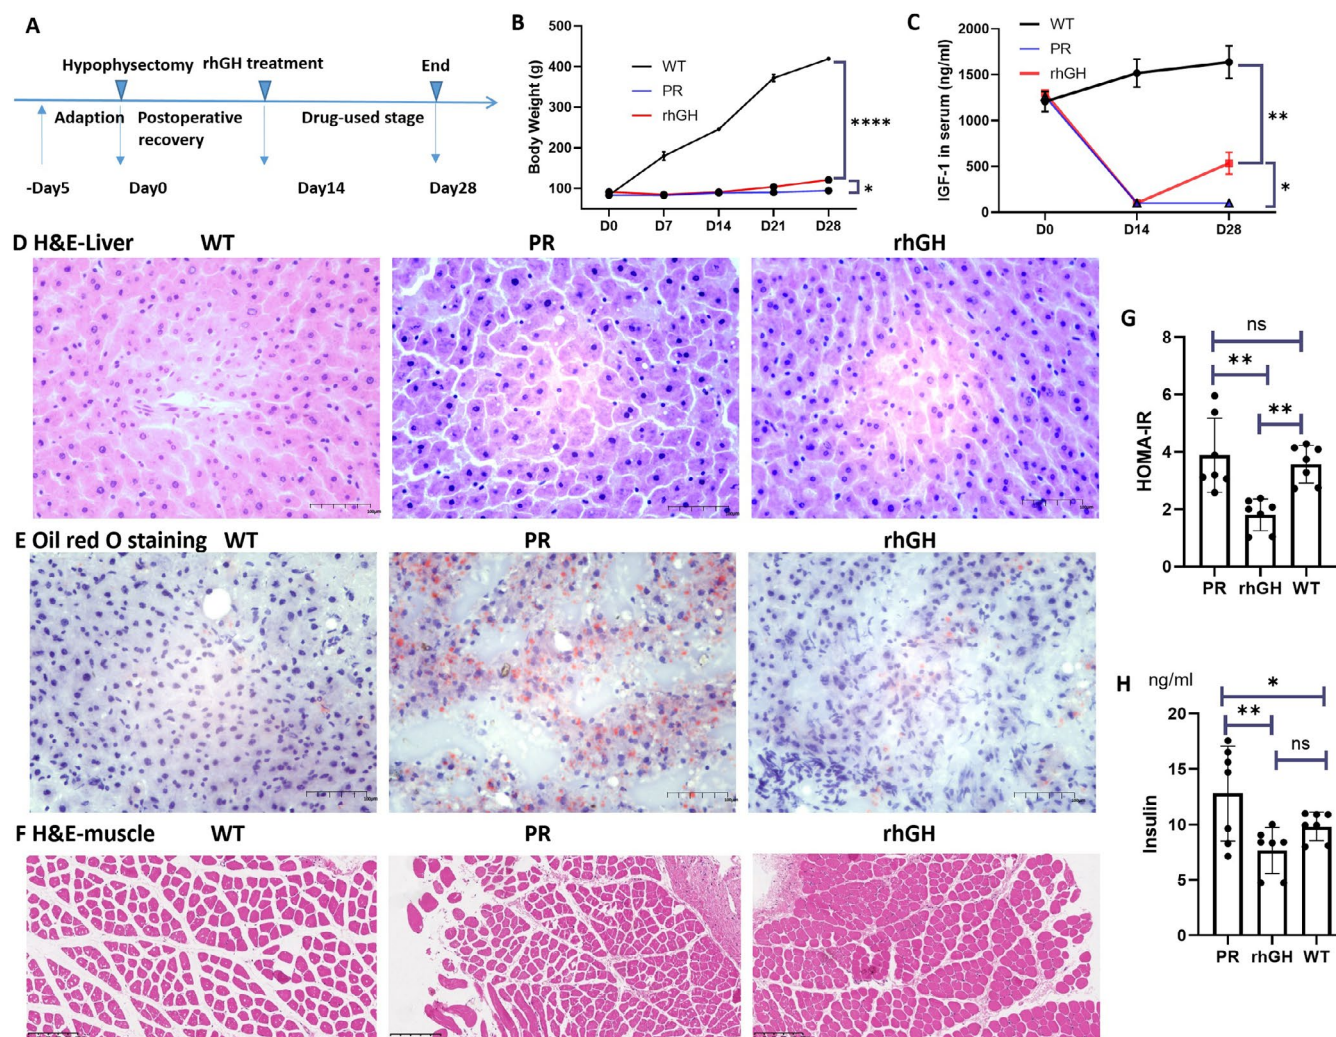 A
Hypophysectomy rhGH treatment End
Adaption Postoperative recovery Drug-used stage
-Day5 Day0 Day14 Day28
B
500
400
300
200
100
Body Weight (g)
WT
PR
rhGH
****
*
D0 D7 D14 D21 D28
C
WT
PR
rhGH
2000
1500
1000
500
0
IGF-1 in serum (ng/ml)
**
*
D0 D14 D28
D H&E-Liver WT PR rhGH
100μm
E Oil red O staining WT PR rhGH
100μm
F H&E-muscle WT PR rhGH
G
8
6
4
2
0
HOMA-IR
ns
**
**
PR rhGH WT
H ng/ml
20
15
10
5
0
Insulin
*
**
ns
PR rhGH WT